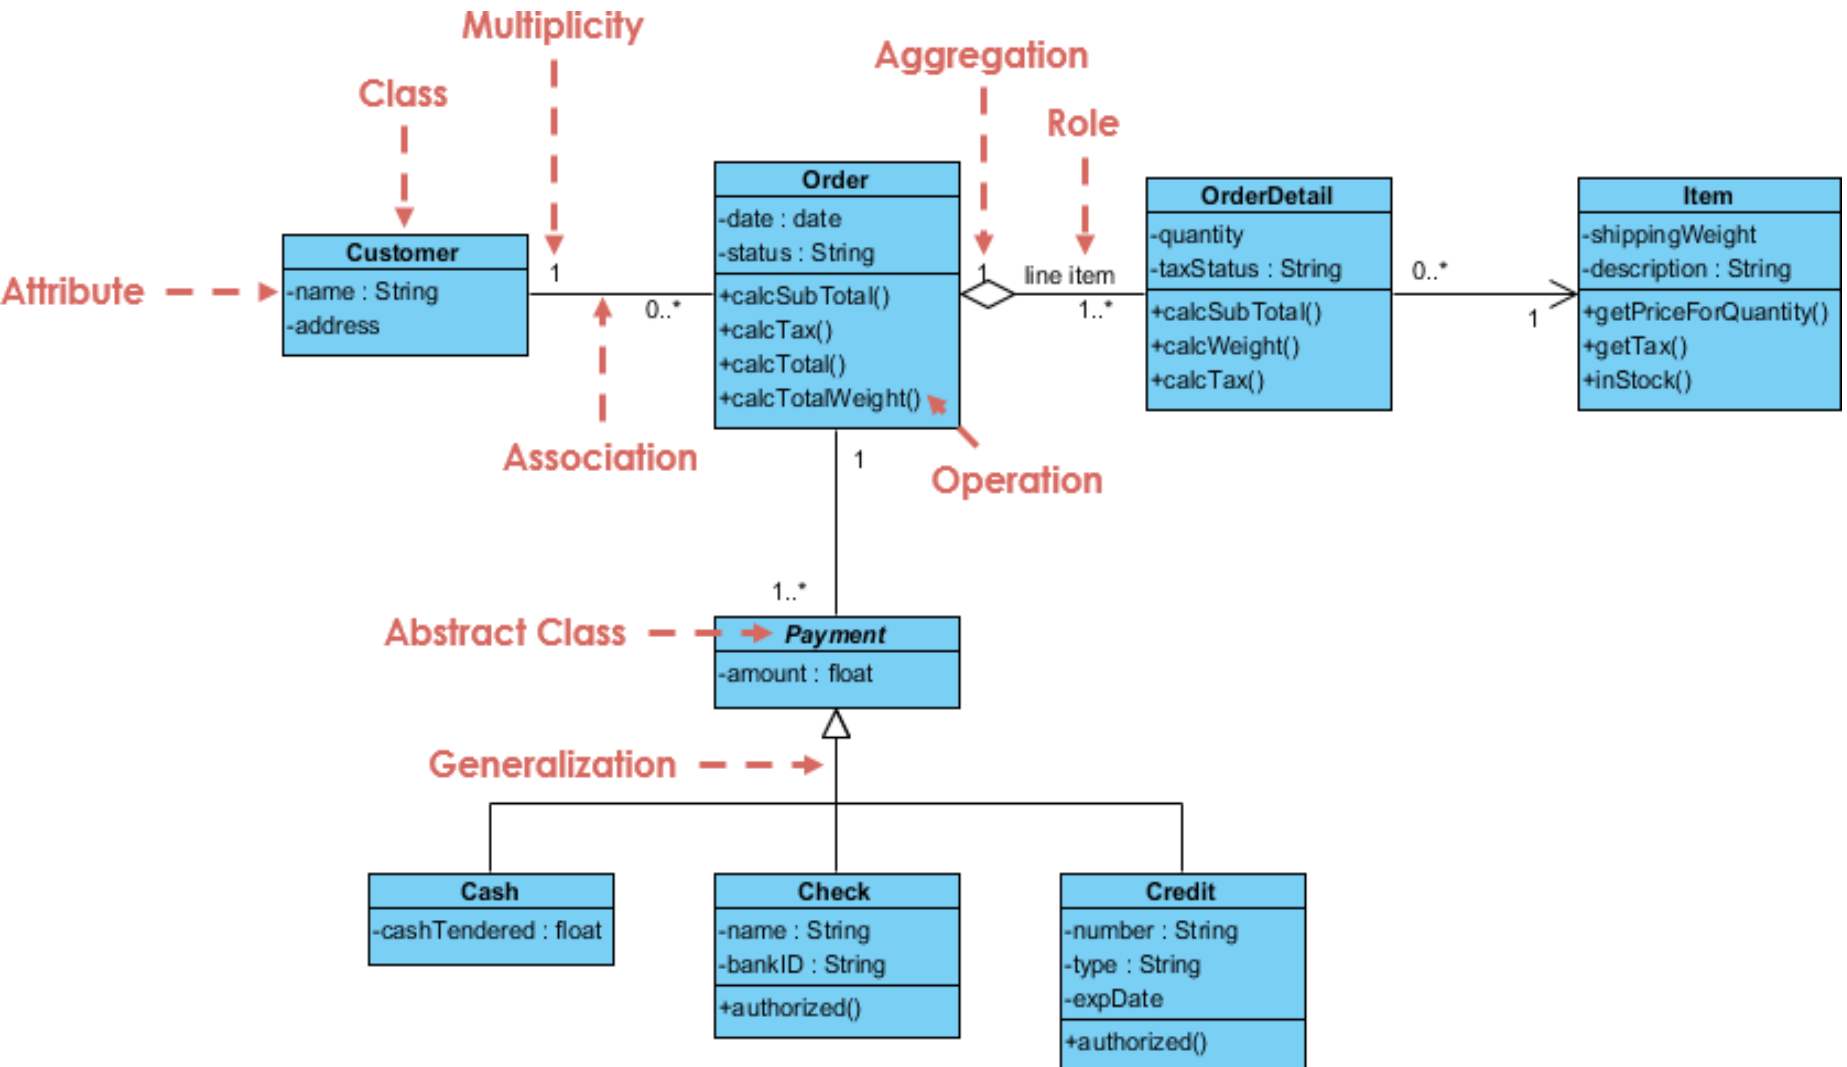 Multiplicity
Aggregation
Class
Role
Order
-date : date
-status : String
+calcSubTotal()
+calcTax()
+calcTotal()
+calcTotalWeight()
OrderDetail
-quantity
-taxStatus : String
+calcSubTotal()
+calcWeight()
+calcTax()
Item
-shippingWeight
-description : String
+getPriceForQuantity()
+getTax()
+inStock()
Customer
-name : String
-address
Attribute
1
0..*
1
line item
1..*
0..*
1
Association
Operation
1
1..*
Abstract Class
Payment
-amount : float
Generalization
Cash
-cashTendered : float
Check
-name : String
-bankID : String
+authorized()
Credit
-number : String
-type : String
-expDate
+authorized()